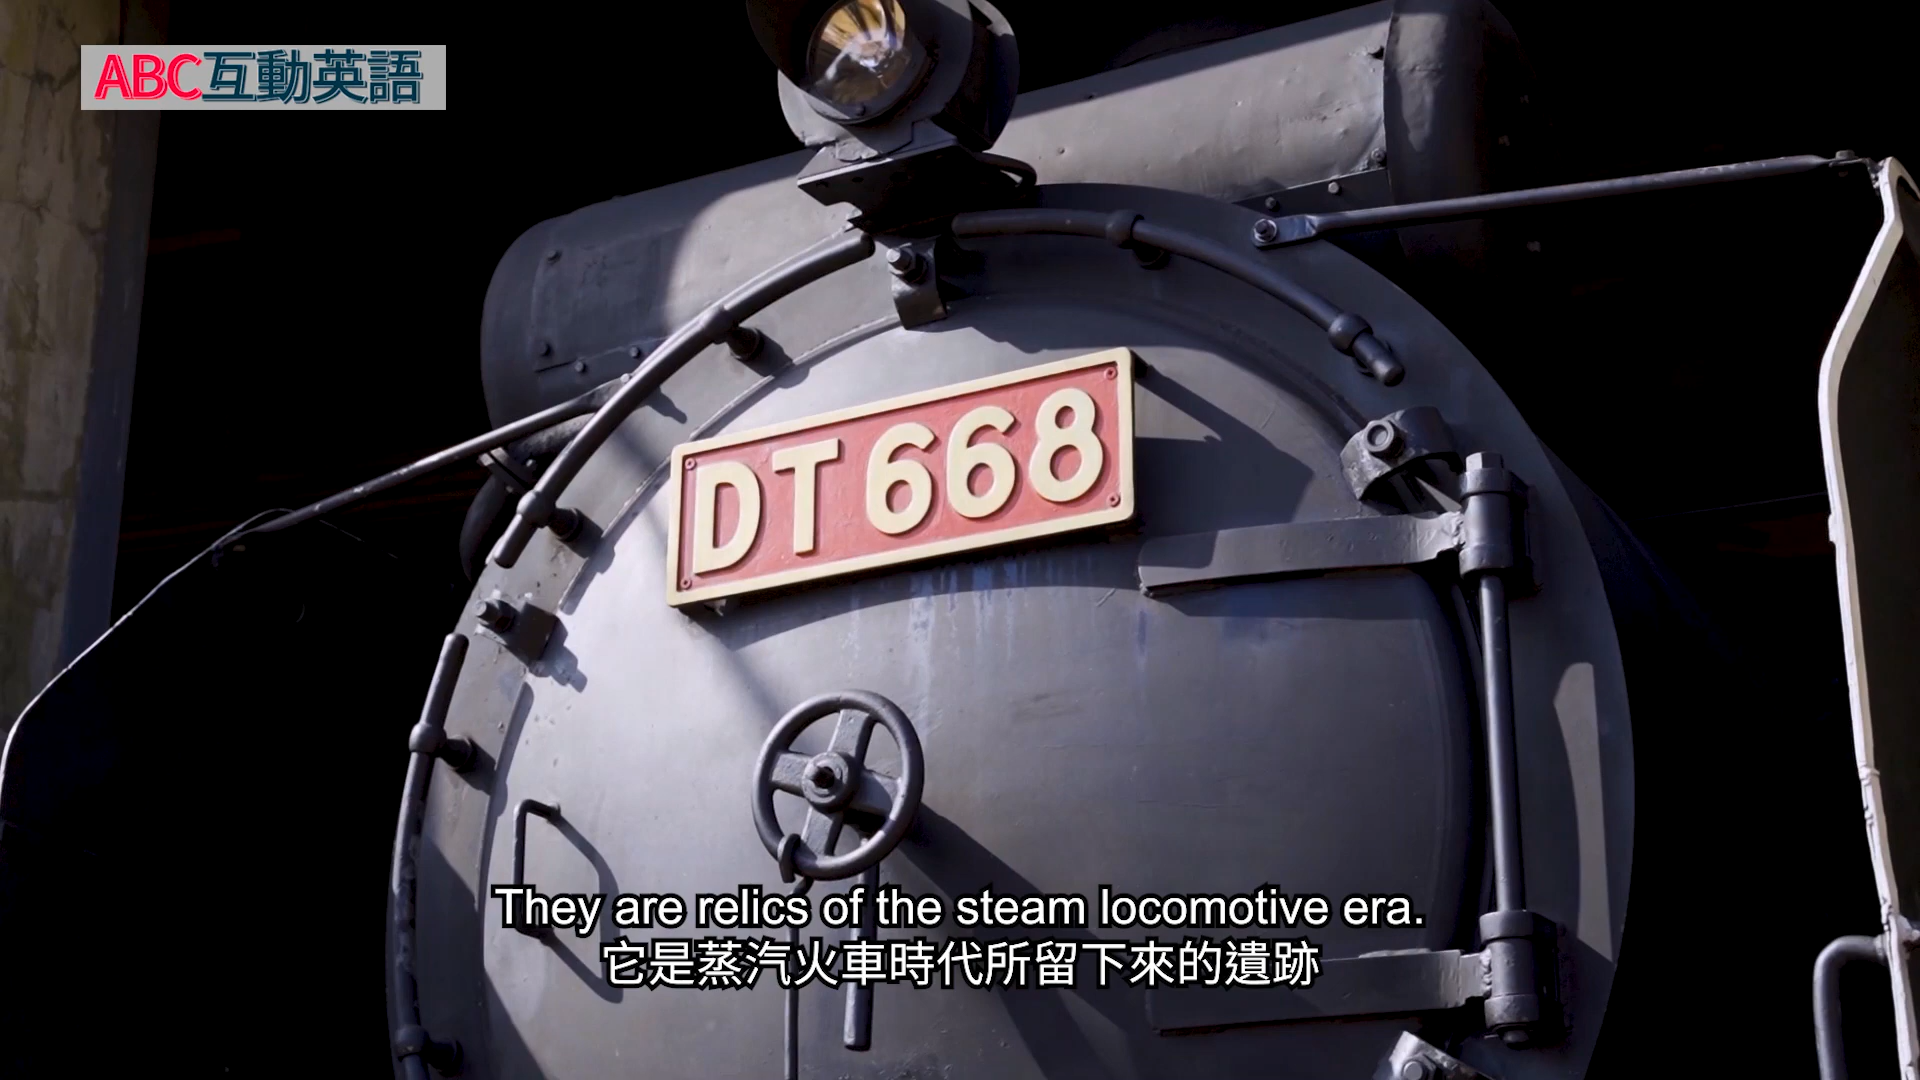 ABC互動英語
DT668
They are relics of the steam locomotive era.
它是蒸汽火車時代所留下來的遺跡